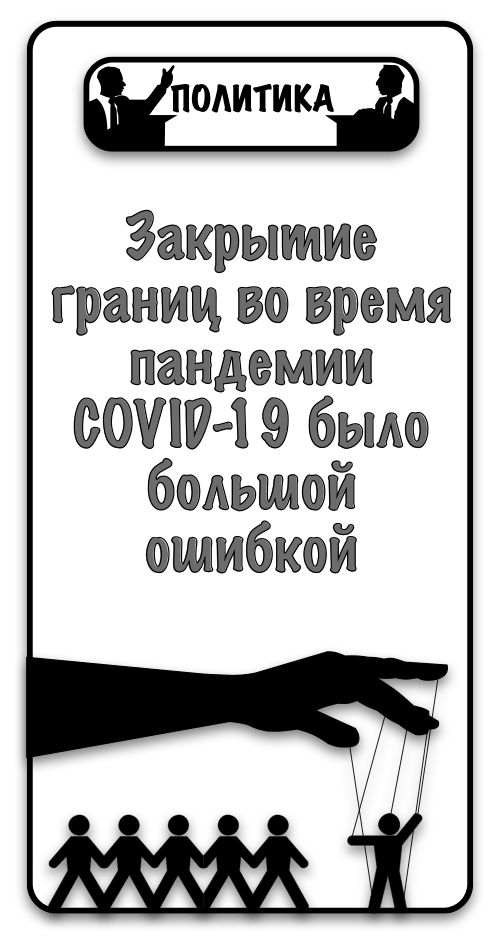 ПОЛИТИКА
Закрытие
границ во время
пандемии
COVID-19 было
большой
ошибкой